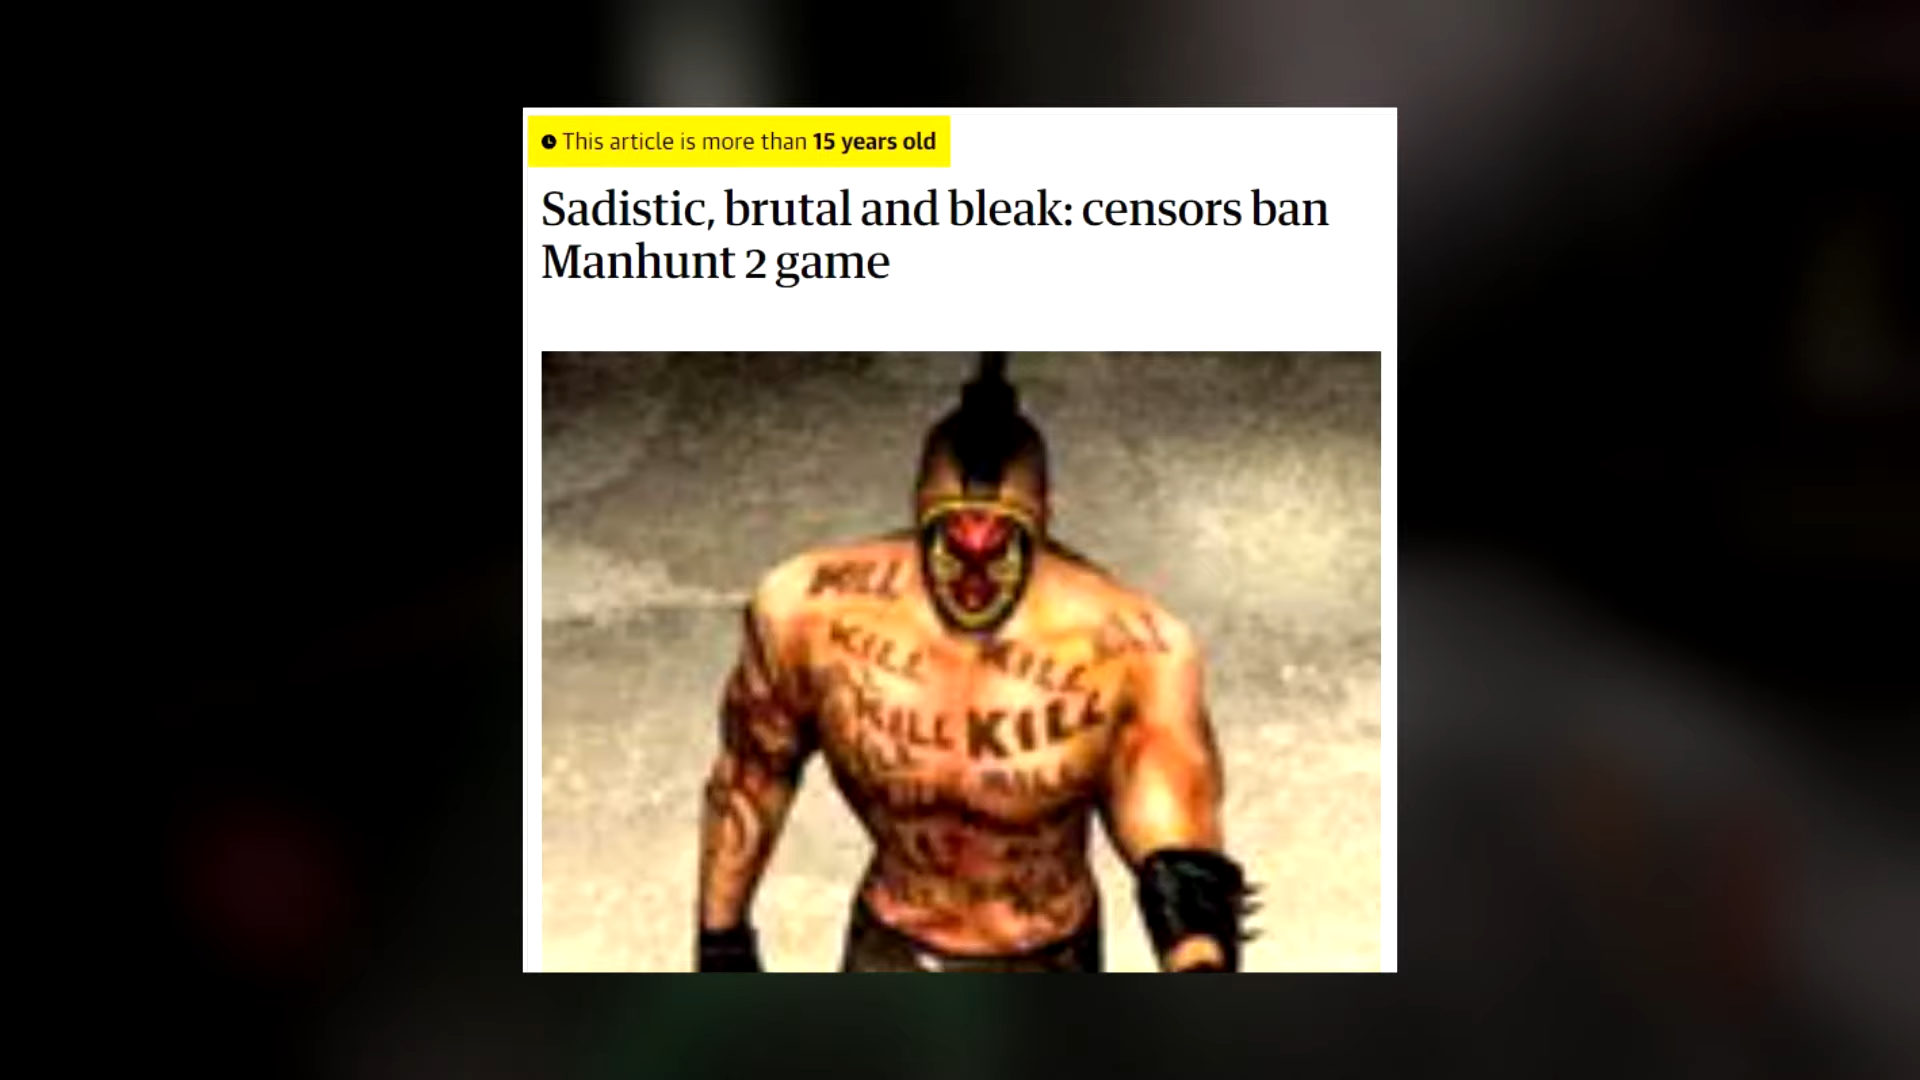 This article is more than 15 years old
Sadistic, brutal and bleak: censors ban
Manhunt 2 game
KILL
KILL
KILL
KILL KILL